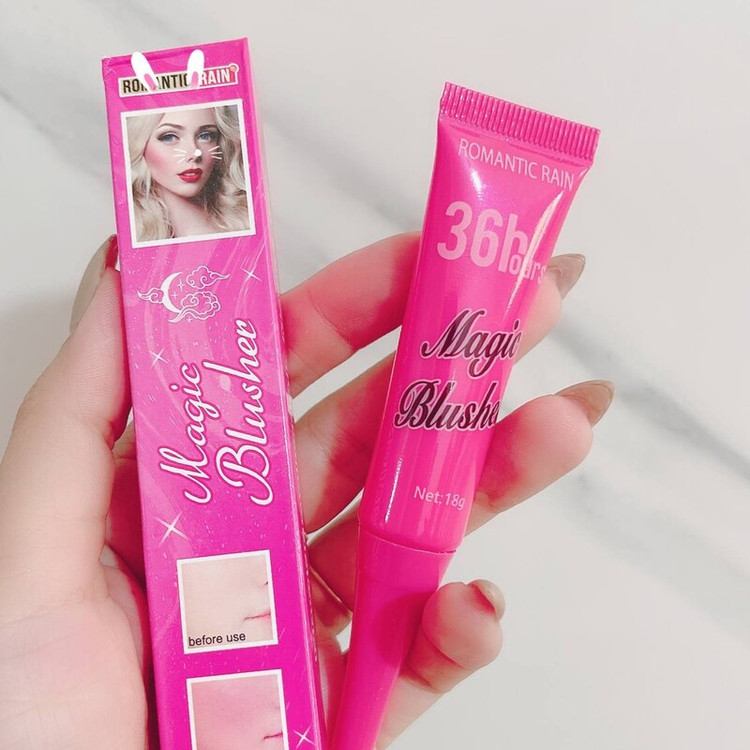 ROMANTIC RAIN
Magic
Blusher
before use
ROMANTIC RAIN
36hours
Magic
Blusher
Net: 18g